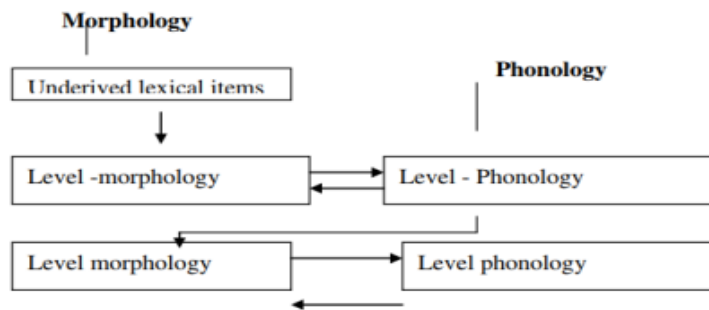 Morphology
Underived lexical items
Phonology
Level -morphology
Level - Phonology
Level morphology
Level phonology